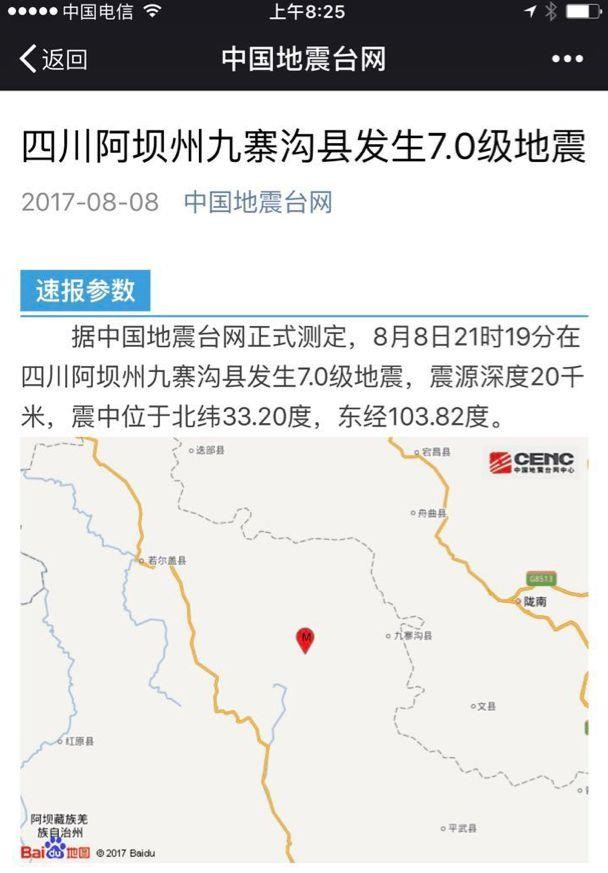 中国电信 上午8:25
返回 中国地震台网
四川阿坝州九寨沟县发生7.0级地震
2017-08-08 中国地震台网
速报参数
据中国地震台网正式测定，8月8日21时19分在
四川阿坝州九寨沟县发生7.0级地震，震源深度20千
米，震中位于北纬33.20度，东经103.82度。
迭部县
宕昌县
CENC
中国地震台网中心
舟曲县
若尔盖县
G8513
陇南
M
九寨沟县
文县
红原县
阿坝藏族羌
族自治州
平武县
Bai du 地图 © 2017 Baidu